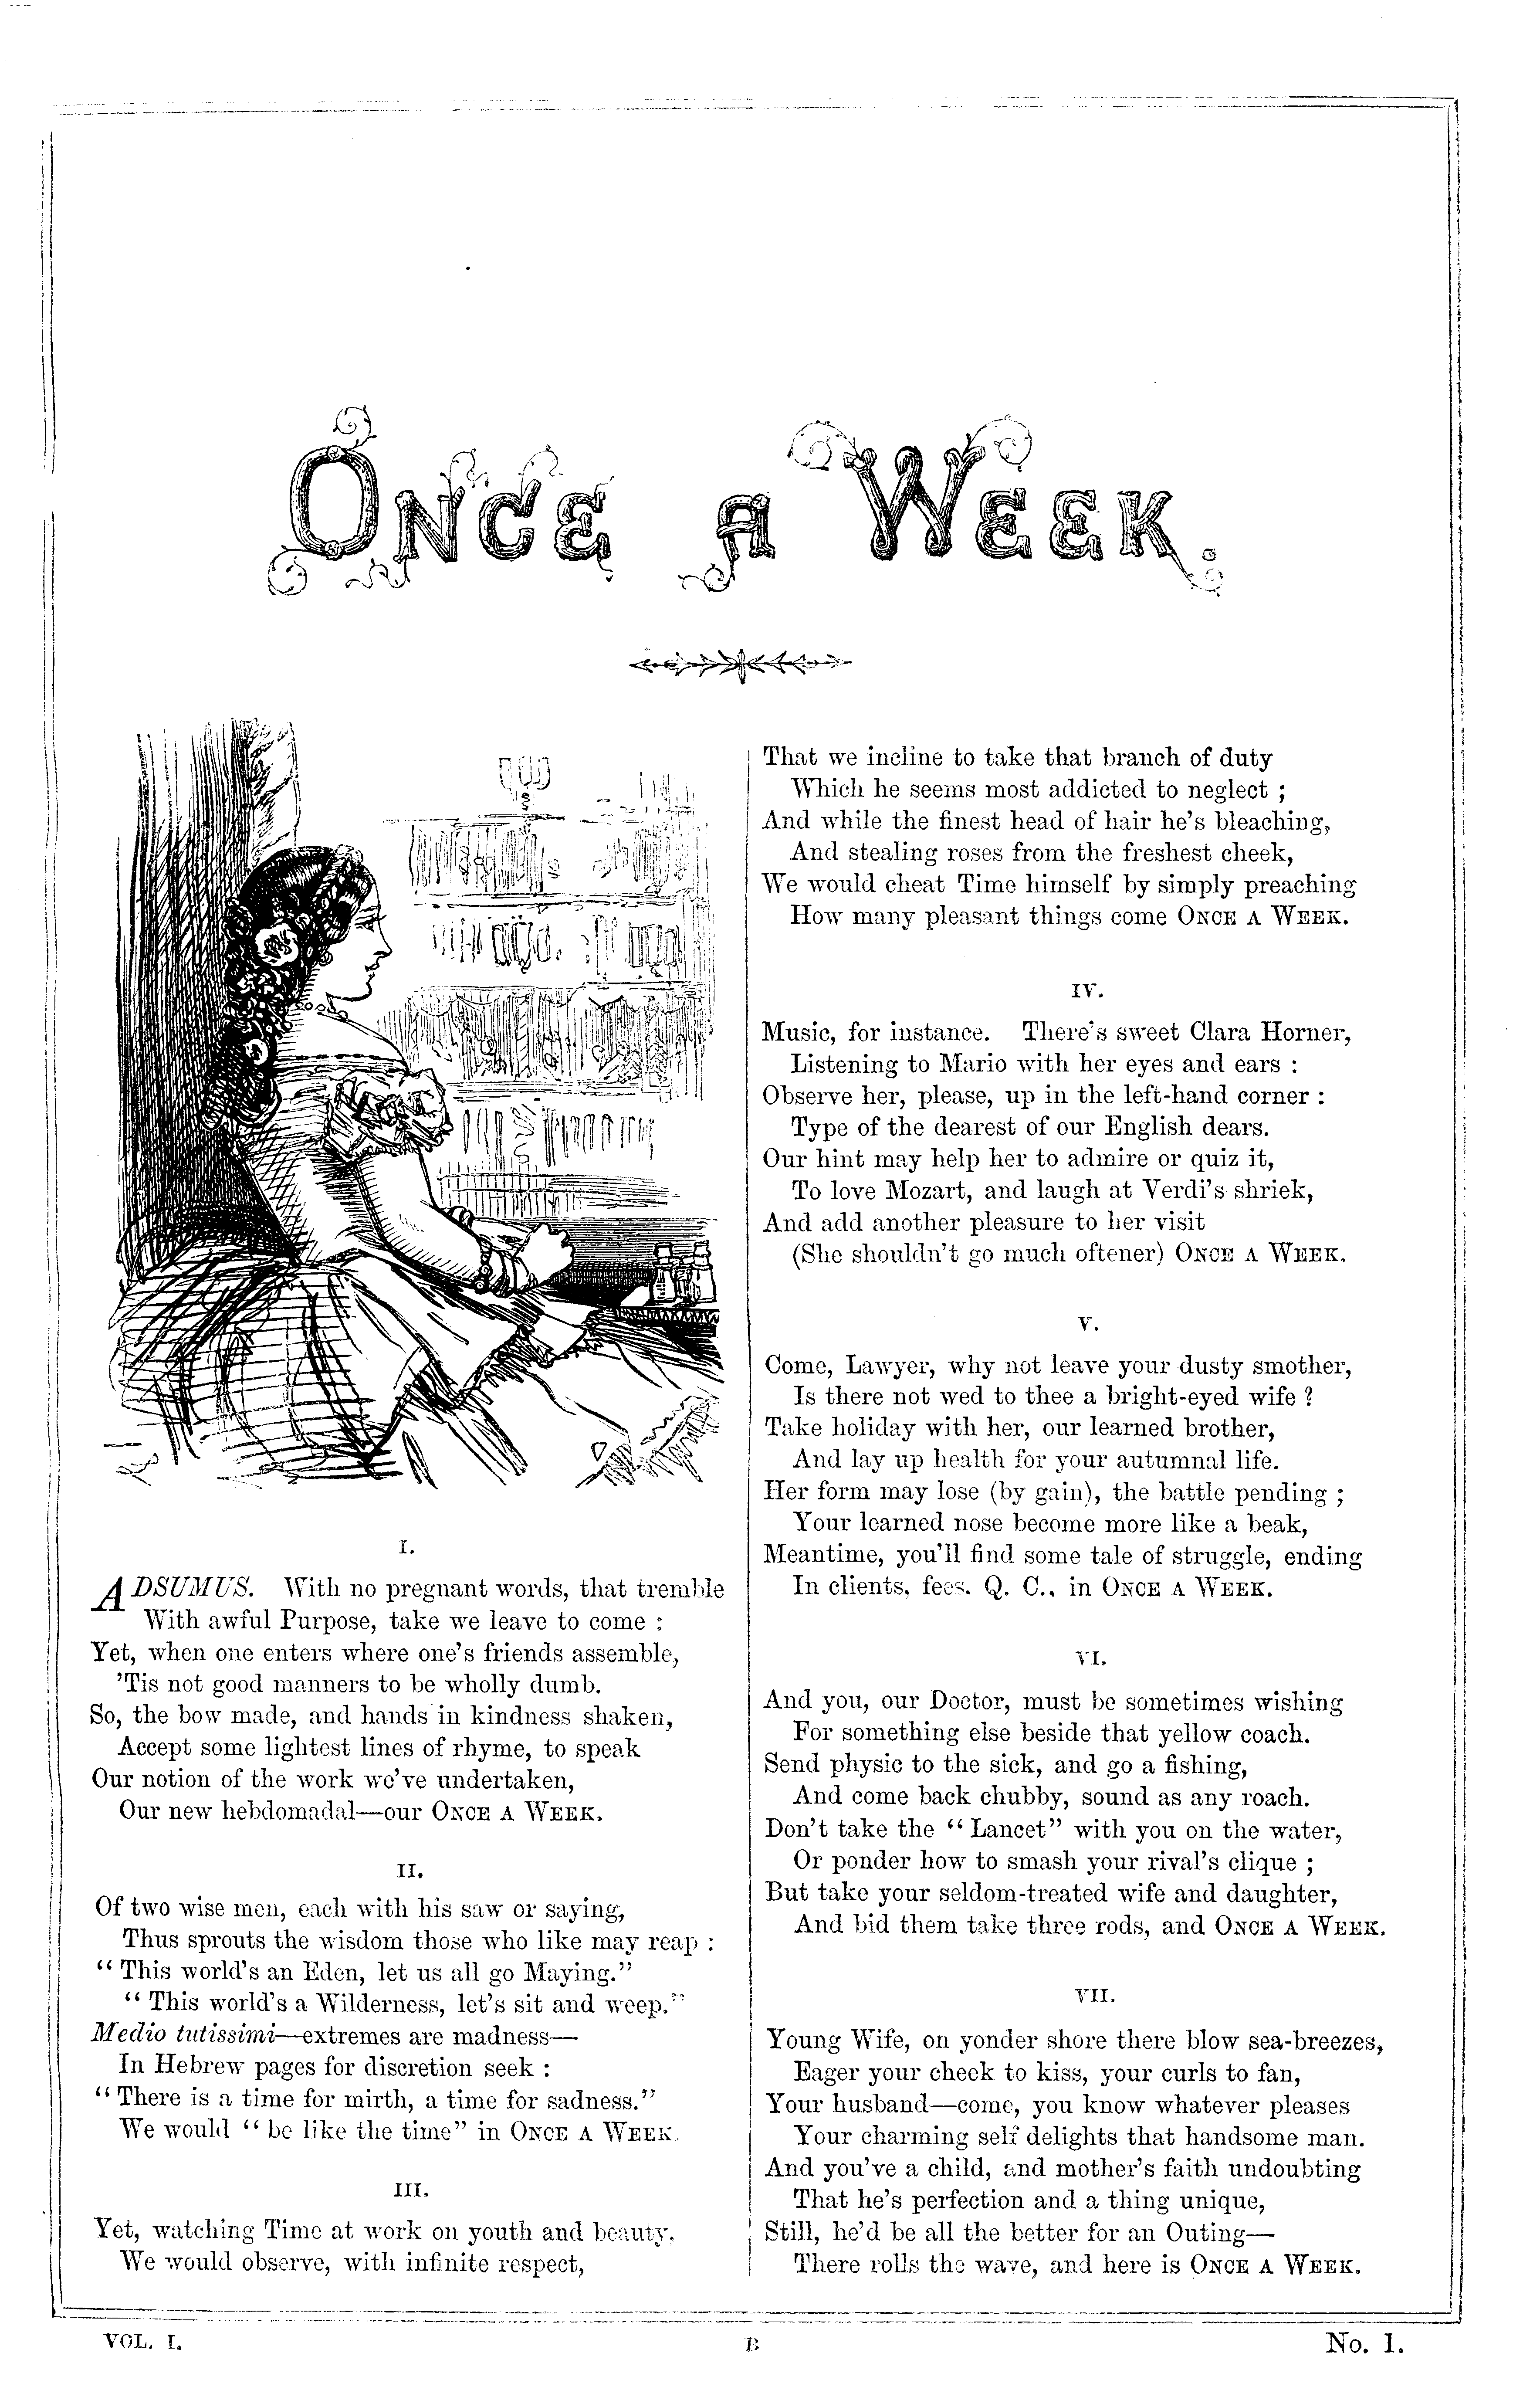 ONCE A WEEK.
I.
ADSUMUS. With no pregnant words, that tremble
With awful Purpose, take we leave to come :
Yet, when one enters where one's friends assemble,
'Tis not good manners to be wholly dumb.
So, the bow made, and hands in kindness shaken,
Accept some lightest lines of rhyme, to speak
Our notion of the work we've undertaken,
Our new hebdomadal—our ONCE A WEEK.
II.
Of two wise men, each with his saw or saying,
Thus sprouts the wisdom those who like may reap :
“ This world's an Eden, let us all go Maying.”
“ This world's a Wilderness, let's sit and weep.”
Medio tutissimi—extremes are madness—
In Hebrew pages for discretion seek :
“ There is a time for mirth, a time for sadness.”
We would “ be like the time” in ONCE A WEEK.
III.
Yet, watching Time at work on youth and beauty,
We would observe, with infinite respect,
That we incline to take that branch of duty
Which he seems most addicted to neglect ;
And while the finest head of hair he's bleaching,
And stealing roses from the freshest cheek,
We would cheat Time himself by simply preaching
How many pleasant things come ONCE A WEEK.
IV.
Music, for instance. There's sweet Clara Horner,
Listening to Mario with her eyes and ears :
Observe her, please, up in the left-hand corner :
Type of the dearest of our English dears.
Our hint may help her to admire or quiz it,
To love Mozart, and laugh at Verdi's shriek,
And add another pleasure to her visit
(She shouldn't go much oftener) ONCE A WEEK.
V.
Come, Lawyer, why not leave your dusty smother,
Is there not wed to thee a bright-eyed wife ?
Take holiday with her, our learned brother,
And lay up health for your autumnal life.
Her form may lose (by gain), the battle pending ;
Your learned nose become more like a beak,
Meantime, you'll find some tale of struggle, ending
In clients, fees. Q. C., in ONCE A WEEK.
VI.
And you, our Doctor, must be sometimes wishing
For something else beside that yellow coach.
Send physic to the sick, and go a fishing,
And come back chubby, sound as any roach.
Don't take the “ Lancet” with you on the water,
Or ponder how to smash your rival's clique ;
But take your seldom-treated wife and daughter,
And bid them take three rods, and ONCE A WEEK.
VII.
Young Wife, on yonder shore there blow sea-breezes,
Eager your cheek to kiss, your curls to fan,
Your husband—come, you know whatever pleases
Your charming self delights that handsome man.
And you've a child, and mother's faith undoubting
That he's perfection and a thing unique,
Still, he'd be all the better for an Outing—
There rolls the wave, and here is ONCE A WEEK.
VOL. I.
B
No. 1.